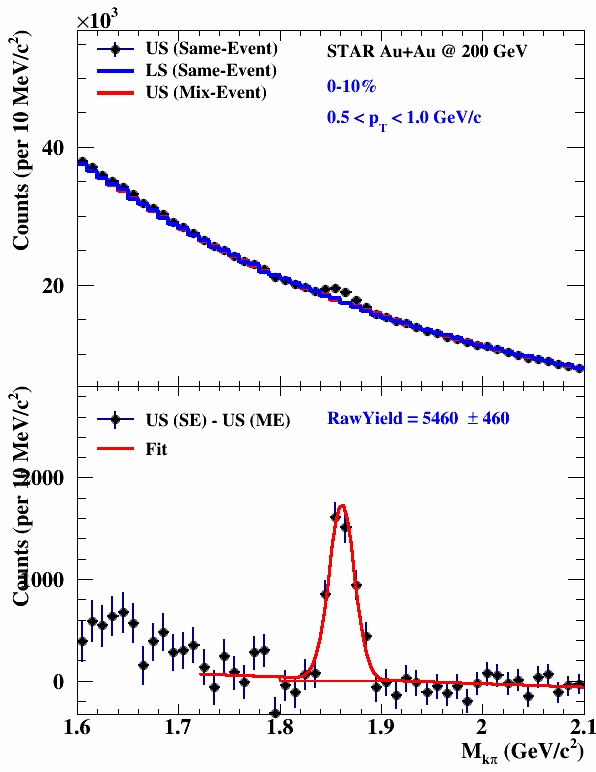 ×10³
US (Same-Event)
LS (Same-Event)
US (Mix-Event)
STAR Au+Au @ 200 GeV
0-10%
0.5 < p_T < 1.0 GeV/c
Counts (per 10 MeV/c²)
40
20
US (SE) - US (ME)
Fit
RawYield = 5460 ± 460
Counts (per 10 MeV/c²)
2000
1000
0
1.6 1.7 1.8 1.9 2 2.1
M_kπ (GeV/c²)